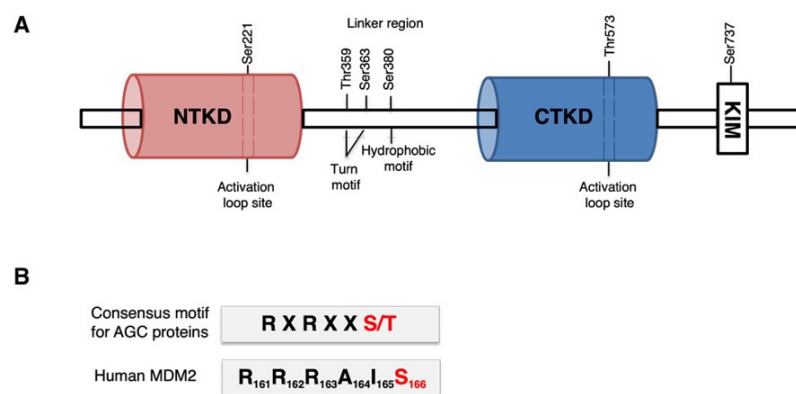 A
Linker region
Ser221
Thr359
Ser363
Ser380
Thr573
Ser737
NTKD
CTKD
KIM
Turn
motif
Hydrophobic
motif
Activation
loop site
Activation
loop site
B
Consensus motif
for AGC proteins
R X R X X S/T
Human MDM2
R₁₆₁R₁₆₂R₁₆₃A₁₆₄I₁₆₅S₁₆₆